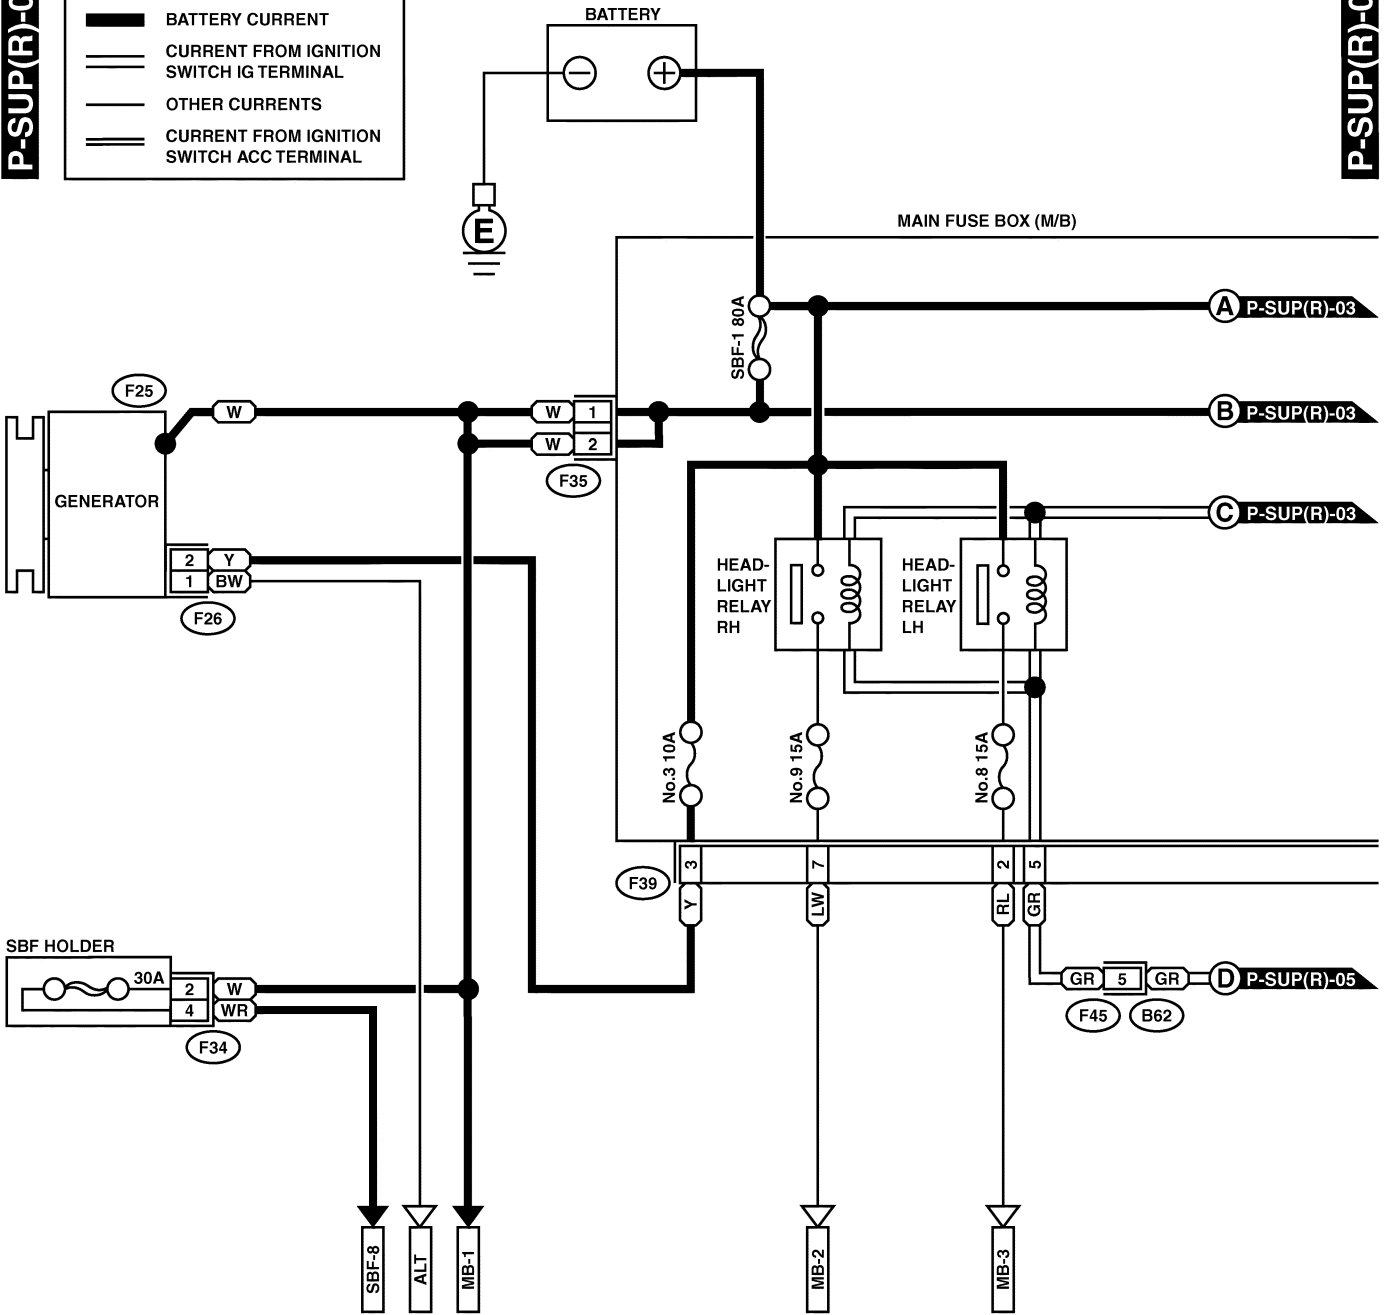 P-SUP(R)-0
BATTERY CURRENT
CURRENT FROM IGNITION
SWITCH IG TERMINAL
OTHER CURRENTS
CURRENT FROM IGNITION
SWITCH ACC TERMINAL
BATTERY
P-SUP(R)-0
E
MAIN FUSE BOX (M/B)
SBF-1 80A
A P-SUP(R)-03
F25
W
W 1
B P-SUP(R)-03
W 2
F35
GENERATOR
C P-SUP(R)-03
2 Y
1 BW
F26
HEAD-
LIGHT
RELAY
RH
HEAD-
LIGHT
RELAY
LH
No.3 10A
No.9 15A
No.8 15A
F39
3
7
2
5
Y
LW
RL
GR
SBF HOLDER
30A
2 W
4 WR
F34
GR 5 GR
D P-SUP(R)-05
F45
B62
SBF-8
ALT
MB-1
MB-2
MB-3